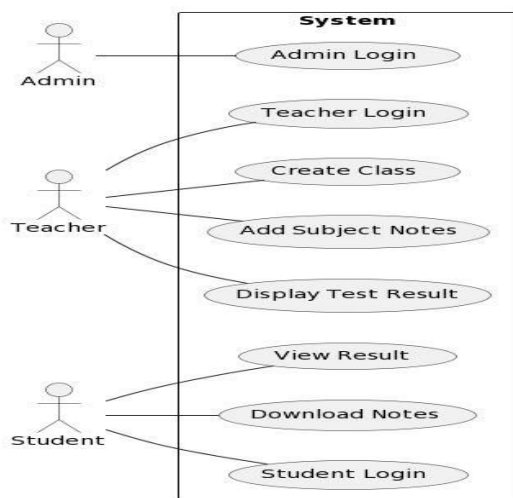 System
Admin Login
Admin
Teacher Login
Create Class
Teacher
Add Subject Notes
Display Test Result
View Result
Download Notes
Student
Student Login